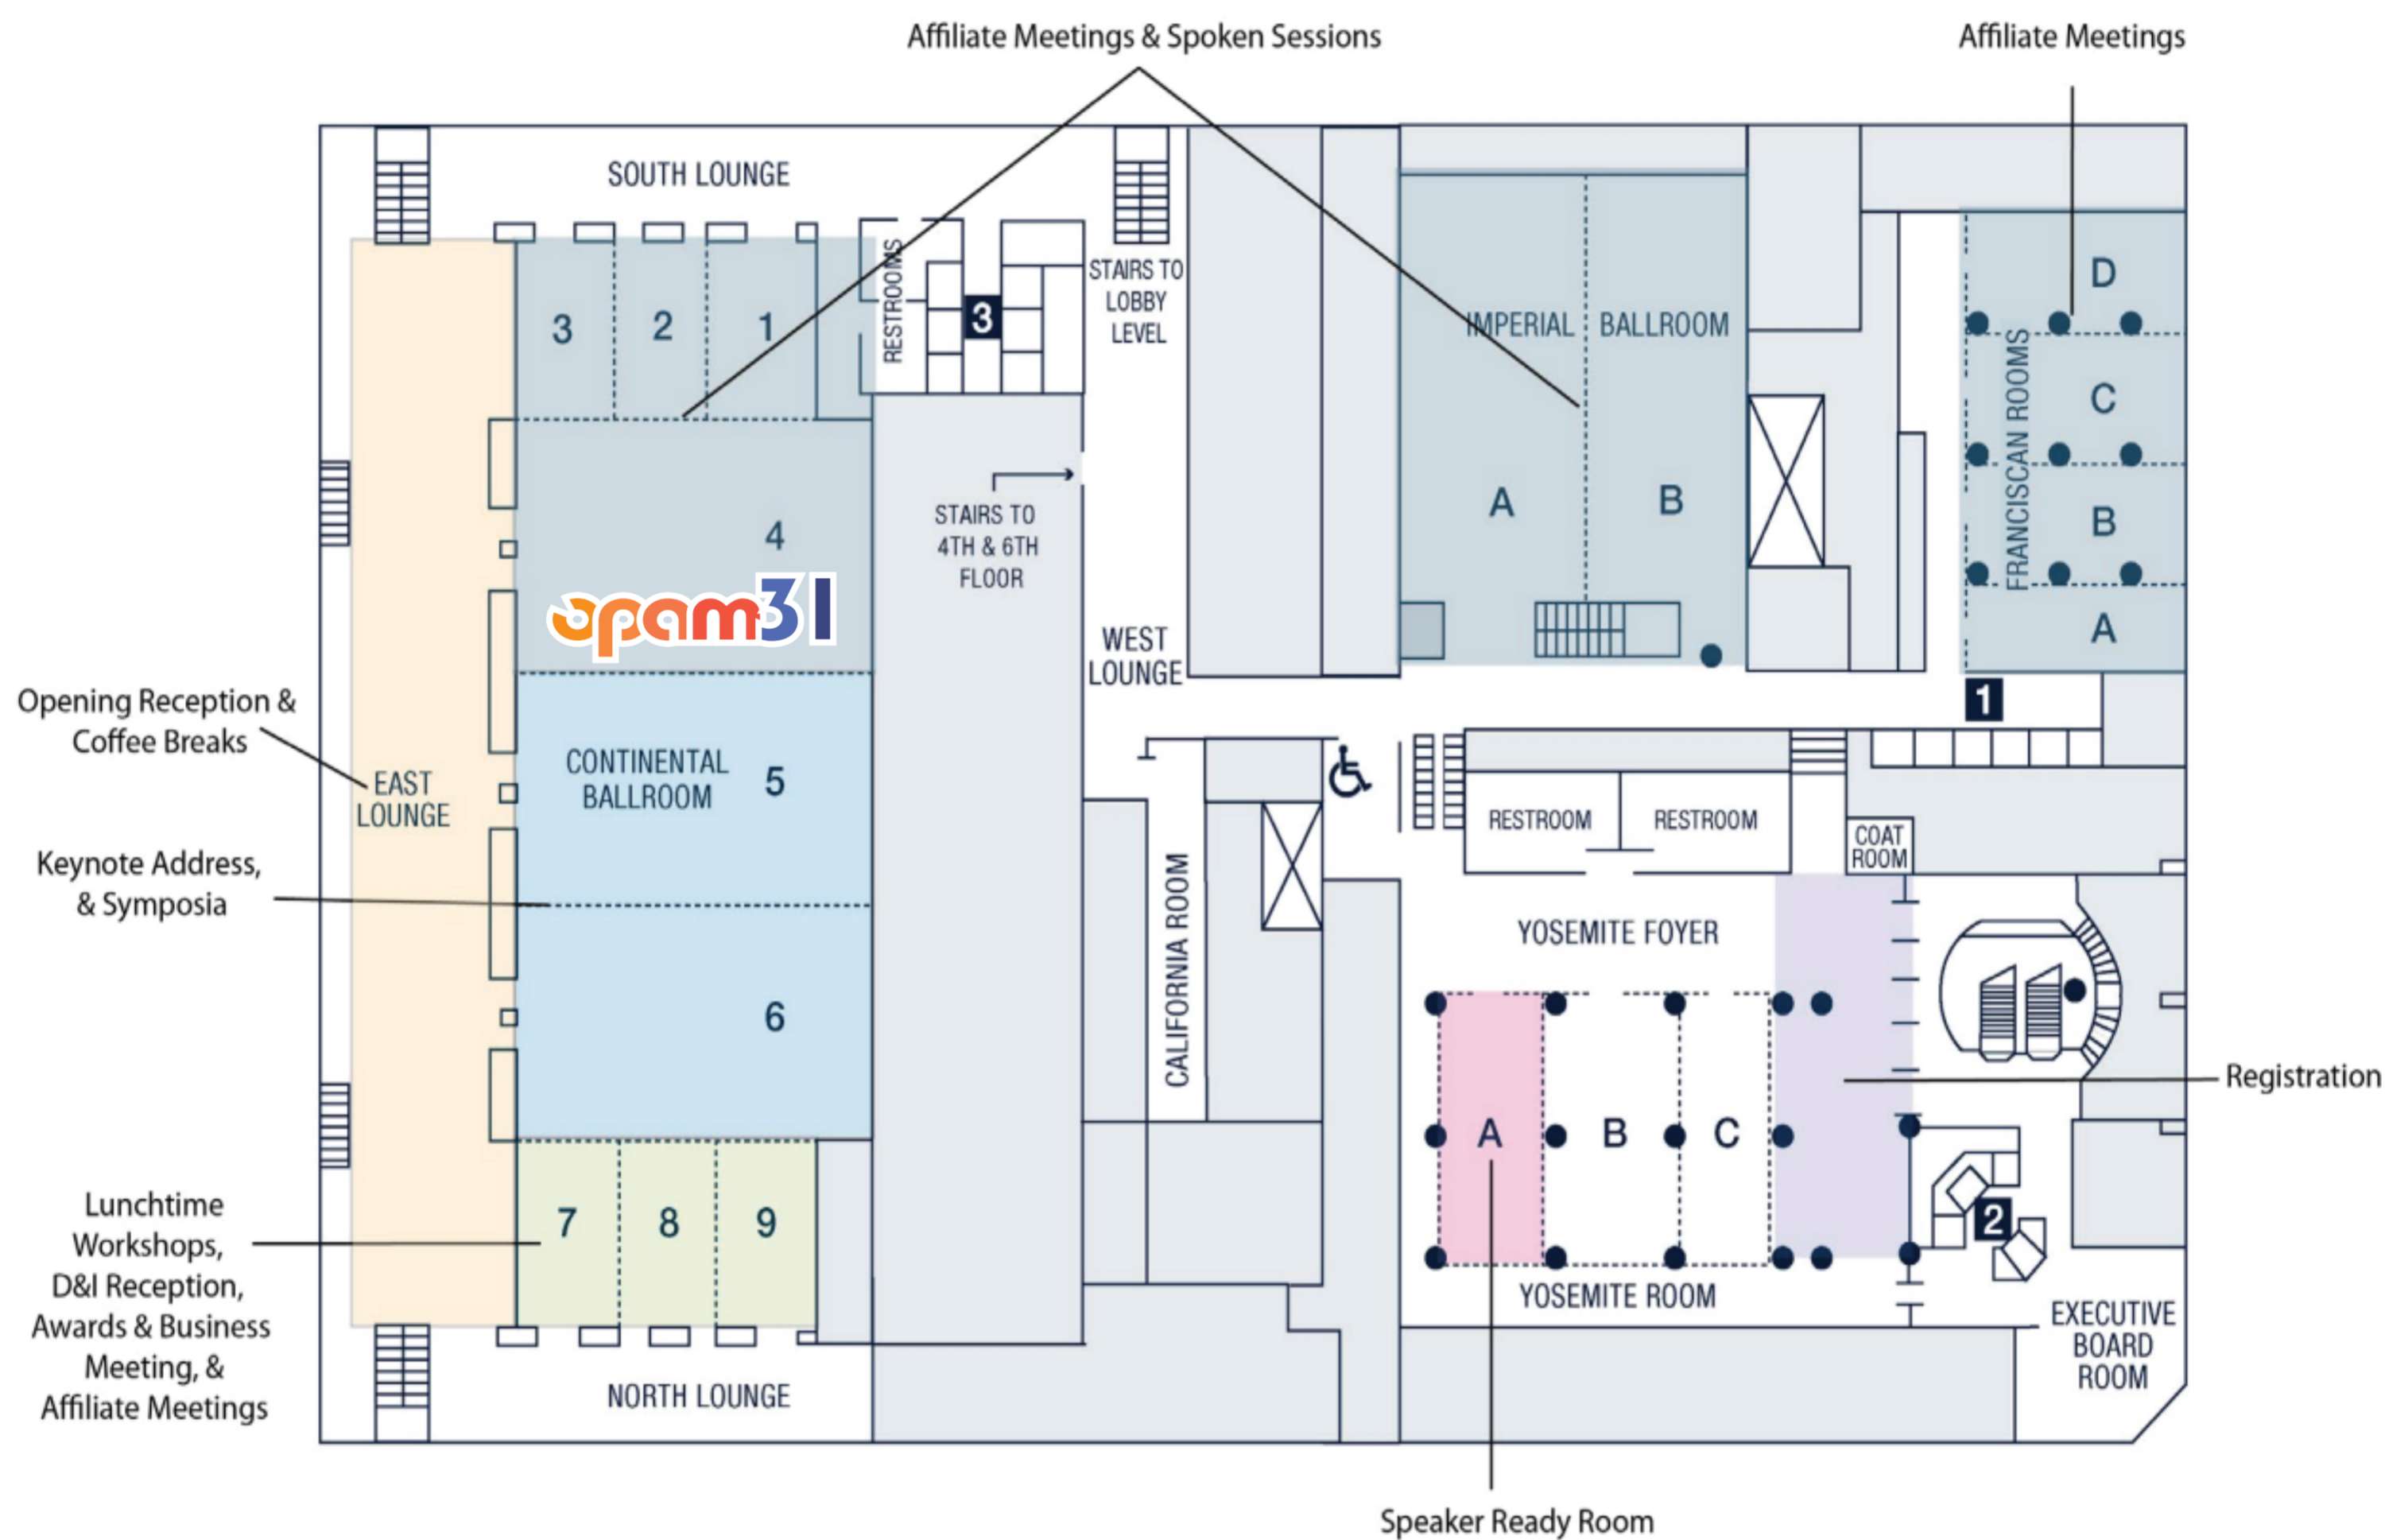 Affiliate Meetings & Spoken Sessions
Affiliate Meetings
SOUTH LOUNGE
3
2
1
RESTROOMS
3
STAIRS TO
LOBBY
LEVEL
IMPERIAL BALLROOM
A
B
FRANCISCAN ROOMS
D
C
B
A
4
spam31
STAIRS TO
4TH & 6TH
FLOOR
WEST
LOUNGE
1
Opening Reception &
Coffee Breaks
EAST
LOUNGE
CONTINENTAL
BALLROOM
5
RESTROOM
RESTROOM
COAT
ROOM
Keynote Address,
& Symposia
CALIFORNIA ROOM
YOSEMITE FOYER
6
Registration
A
B
C
Lunchtime
Workshops,
D&I Reception,
Awards & Business
Meeting, &
Affiliate Meetings
7
8
9
2
YOSEMITE ROOM
EXECUTIVE
BOARD
ROOM
NORTH LOUNGE
Speaker Ready Room